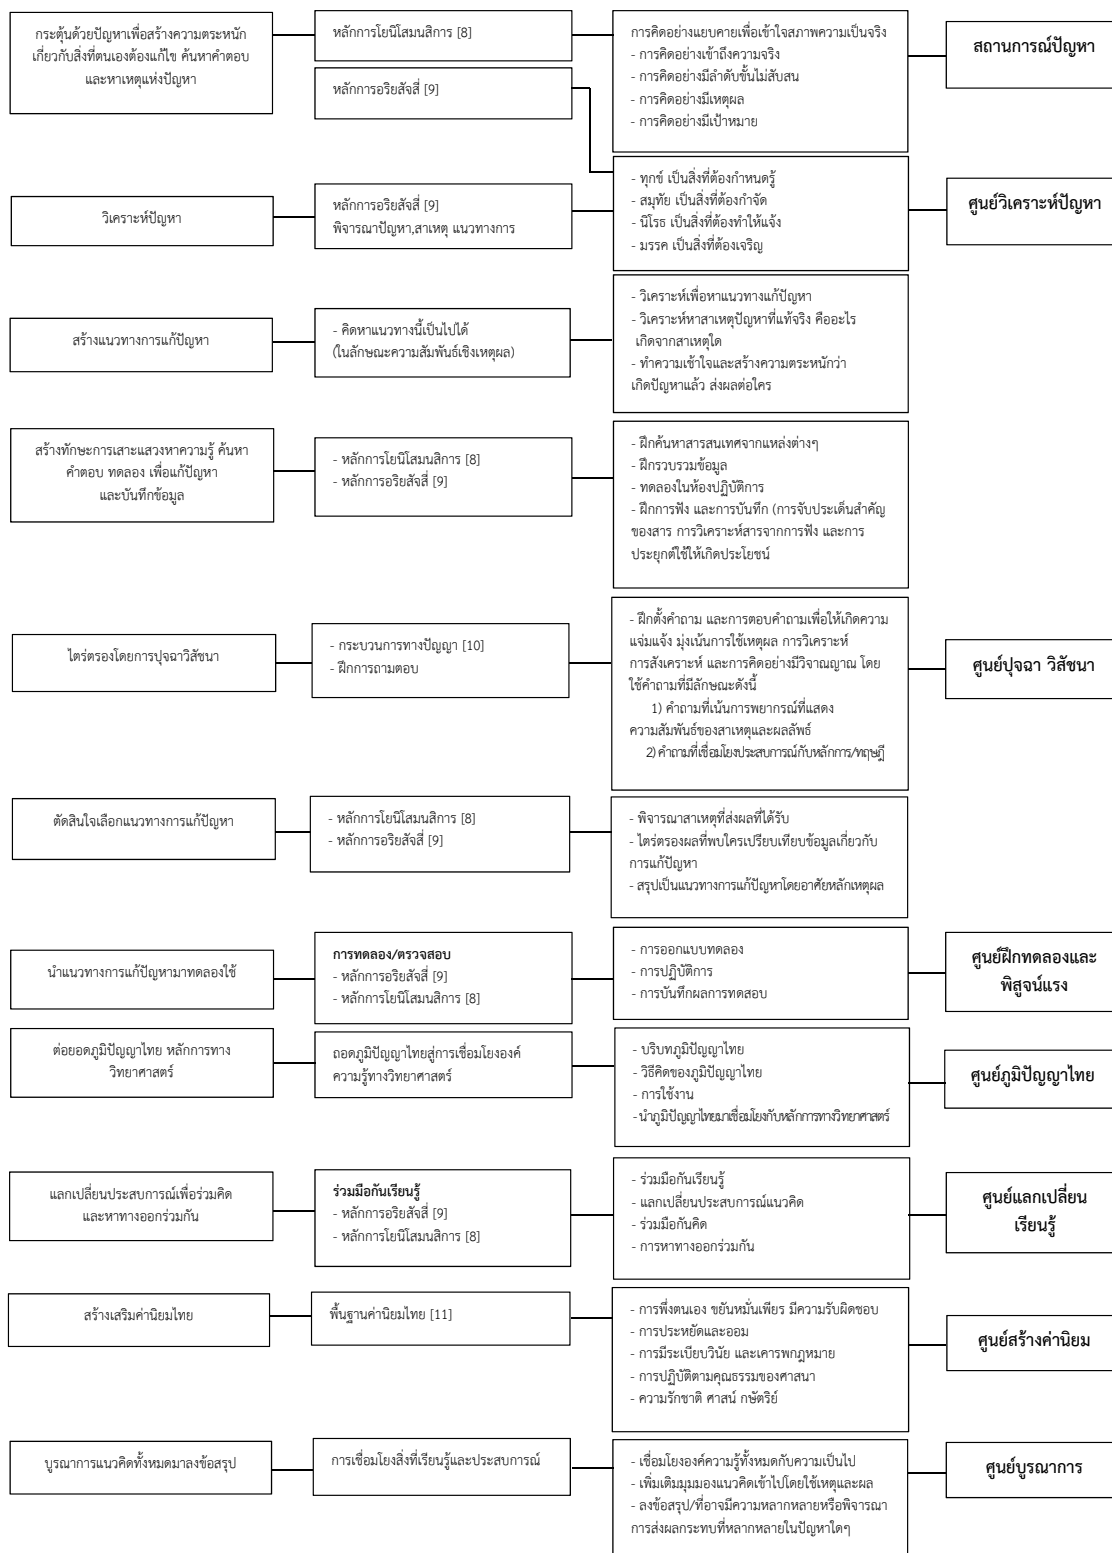 กระตุ้นด้วยปัญหาเพื่อสร้างความตระหนัก
เกี่ยวกับสิ่งที่ตนเองต้องแก้ไข ค้นหาคำตอบ
และหาเหตุแห่งปัญหา
หลักการโยนิโสมนสิการ [8]
หลักการอริยสัจสี่ [9]
การคิดอย่างแยบคายเพื่อเข้าใจสภาพความเป็นจริง
- การคิดอย่างเข้าถึงความจริง
- การคิดอย่างมีลำดับขั้นไม่สับสน
- การคิดอย่างมีเหตุผล
- การคิดอย่างมีเป้าหมาย
สถานการณ์ปัญหา
วิเคราะห์ปัญหา
หลักการอริยสัจสี่ [9]
พิจารณาปัญหา,สาเหตุ แนวทางการ
- ทุกข์ เป็นสิ่งที่ต้องกำหนดรู้
- สมุทัย เป็นสิ่งที่ต้องกำจัด
- นิโรธ เป็นสิ่งที่ต้องทำให้แจ้ง
- มรรค เป็นสิ่งที่ต้องเจริญ
ศูนย์วิเคราะห์ปัญหา
สร้างแนวทางการแก้ปัญหา
- คิดหาแนวทางนี้เป็นไปได้
(ในลักษณะความสัมพันธ์เชิงเหตุผล)
- วิเคราะห์เพื่อหาแนวทางแก้ปัญหา
- วิเคราะห์หาสาเหตุปัญหาที่แท้จริง คืออะไร
เกิดจากสาเหตุใด
- ทำความเข้าใจและสร้างความตระหนักว่า
เกิดปัญหาแล้ว ส่งผลต่อใคร
สร้างทักษะการเสาะแสวงหาความรู้ ค้นหา
คำตอบ ทดลอง เพื่อแก้ปัญหา
และบันทึกข้อมูล
- หลักการโยนิโสมนสิการ [8]
- หลักการอริยสัจสี่ [9]
- ฝึกค้นหาสารสนเทศจากแหล่งต่างๆ
- ฝึกรวบรวมข้อมูล
- ทดลองในห้องปฏิบัติการ
- ฝึกการฟัง และการบันทึก (การจับประเด็นสำคัญ
ของสาร การวิเคราะห์สารจากการฟัง และการ
ประยุกต์ใช้ให้เกิดประโยชน์
ไตร่ตรองโดยการปุจฉาวิสัชนา
- กระบวนการทางปัญญา [10]
- ฝึกการถามตอบ
- ฝึกตั้งคำถาม และการตอบคำถามเพื่อให้เกิดความ
แจ่มแจ้ง มุ่งเน้นการใช้เหตุผล การวิเคราะห์
การสังเคราะห์ และการคิดอย่างมีวิจาณญาณ โดย
ใช้คำถามที่มีลักษณะดังนี้
1) คำถามที่เน้นการพยากรณ์ที่แสดง
ความสัมพันธ์ของสาเหตุและผลลัพธ์
2) คำถามที่เชื่อมโยงประสบการณ์กับหลักการ/ทฤษฎี
ศูนย์ปุจฉา วิสัชนา
ตัดสินใจเลือกแนวทางการแก้ปัญหา
- หลักการโยนิโสมนสิการ [8]
- หลักการอริยสัจสี่ [9]
- พิจารณาสาเหตุที่ส่งผลที่ได้รับ
- ไตร่ตรองผลที่พบใครเปรียบเทียบข้อมูลเกี่ยวกับ
การแก้ปัญหา
- สรุปเป็นแนวทางการแก้ปัญหาโดยอาศัยหลักเหตุผล
นำแนวทางการแก้ปัญหามาทดลองใช้
การทดลอง/ตรวจสอบ
- หลักการอริยสัจสี่ [9]
- หลักการโยนิโสมนสิการ [8]
- การออกแบบทดลอง
- การปฏิบัติการ
- การบันทึกผลการทดสอบ
ศูนย์ฝึกทดลองและ
พิสูจน์แรง
ต่อยอดภูมิปัญญาไทย หลักการทาง
วิทยาศาสตร์
ถอดภูมิปัญญาไทยสู่การเชื่อมโยงองค์
ความรู้ทางวิทยาศาสตร์
- บริบทภูมิปัญญาไทย
- วิธีคิดของภูมิปัญญาไทย
- การใช้งาน
- นำภูมิปัญญาไทยมาเชื่อมโยงกับหลักการทางวิทยาศาสตร์
ศูนย์ภูมิปัญญาไทย
แลกเปลี่ยนประสบการณ์เพื่อร่วมคิด
และหาทางออกร่วมกัน
ร่วมมือกันเรียนรู้
- หลักการอริยสัจสี่ [9]
- หลักการโยนิโสมนสิการ [8]
- ร่วมมือกันเรียนรู้
- แลกเปลี่ยนประสบการณ์แนวคิด
- ร่วมมือกันคิด
- การหาทางออกร่วมกัน
ศูนย์แลกเปลี่ยน
เรียนรู้
สร้างเสริมค่านิยมไทย
พื้นฐานค่านิยมไทย [11]
- การพึ่งตนเอง ขยันหมั่นเพียร มีความรับผิดชอบ
- การประหยัดและออม
- การมีระเบียบวินัย และเคารพกฎหมาย
- การปฏิบัติตามคุณธรรมของศาสนา
- ความรักชาติ ศาสน์ กษัตริย์
ศูนย์สร้างค่านิยม
บูรณาการแนวคิดทั้งหมดมาลงข้อสรุป
การเชื่อมโยงสิ่งที่เรียนรู้และประสบการณ์
- เชื่อมโยงองค์ความรู้ทั้งหมดกับความเป็นไป
- เพิ่มเติมมุมมองแนวคิดเข้าไปโดยใช้เหตุและผล
- ลงข้อสรุป/ที่อาจมีความหลากหลายหรือพิจารณา
การส่งผลกระทบที่หลากหลายในปัญหาใดๆ
ศูนย์บูรณาการ